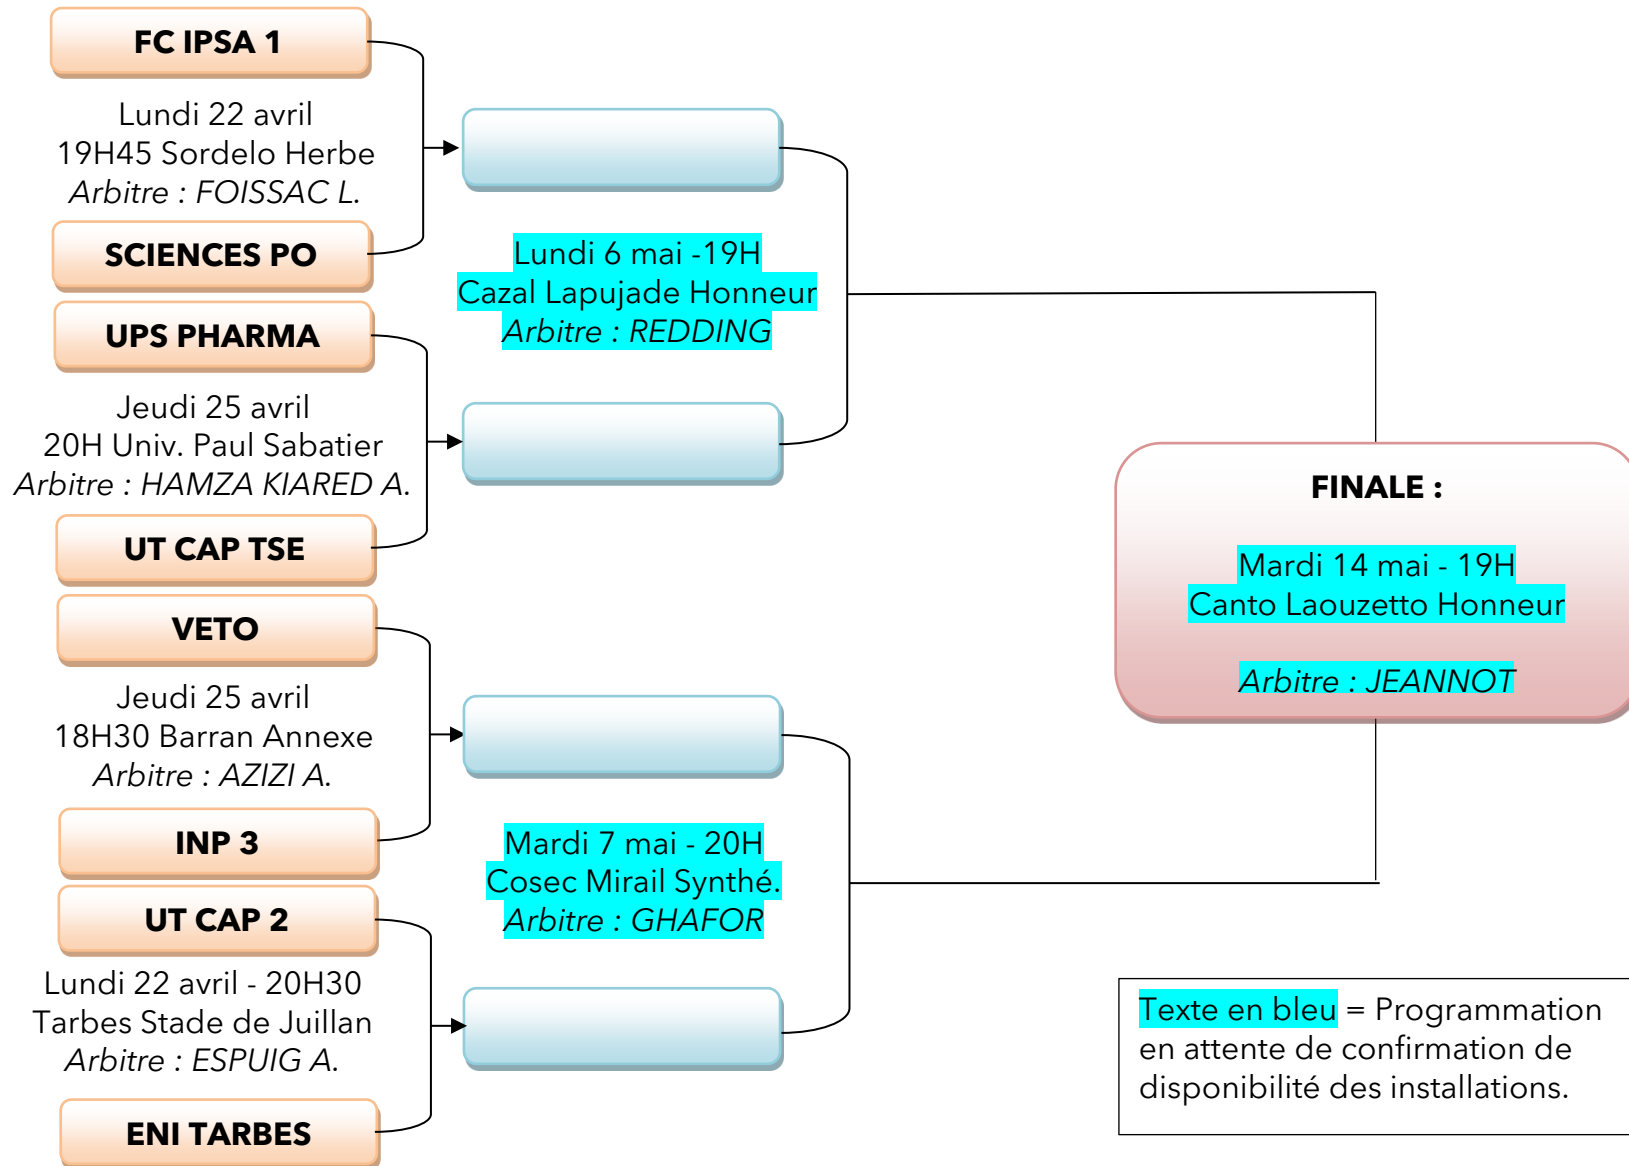 FC IPSA 1
Lundi 22 avril
19H45 Sordelo Herbe
Arbitre : FOISSAC L.
SCIENCES PO
UPS PHARMA
Jeudi 25 avril
20H Univ. Paul Sabatier
Arbitre : HAMZA KIARED A.
UT CAP TSE
VETO
Jeudi 25 avril
18H30 Barran Annexe
Arbitre : AZIZI A.
INP 3
UT CAP 2
Lundi 22 avril - 20H30
Tarbes Stade de Juillan
Arbitre : ESPUIG A.
ENI TARBES
Lundi 6 mai -19H
Cazal Lapujade Honneur
Arbitre : REDDING
Mardi 7 mai - 20H
Cosec Mirail Synthé.
Arbitre : GHAFOR
FINALE :
Mardi 14 mai - 19H
Canto Laouzetto Honneur
Arbitre : JEANNOT
Texte en bleu = Programmation
en attente de confirmation de
disponibilité des installations.